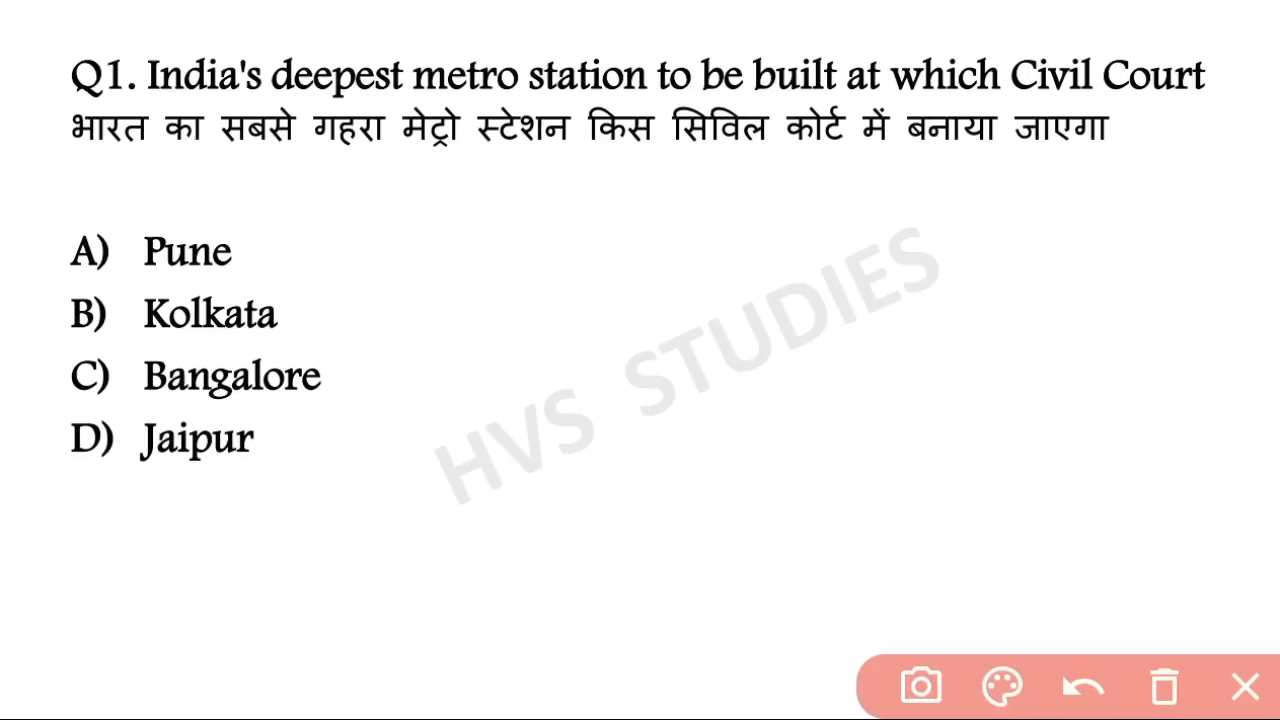 Q1. India's deepest metro station to be built at which Civil Court
भारत का सबसे गहरा मेट्रो स्टेशन किस सिविल कोर्ट में बनाया जाएगा
A) Pune
B) Kolkata
C) Bangalore
D) Jaipur
HVS STUDIES